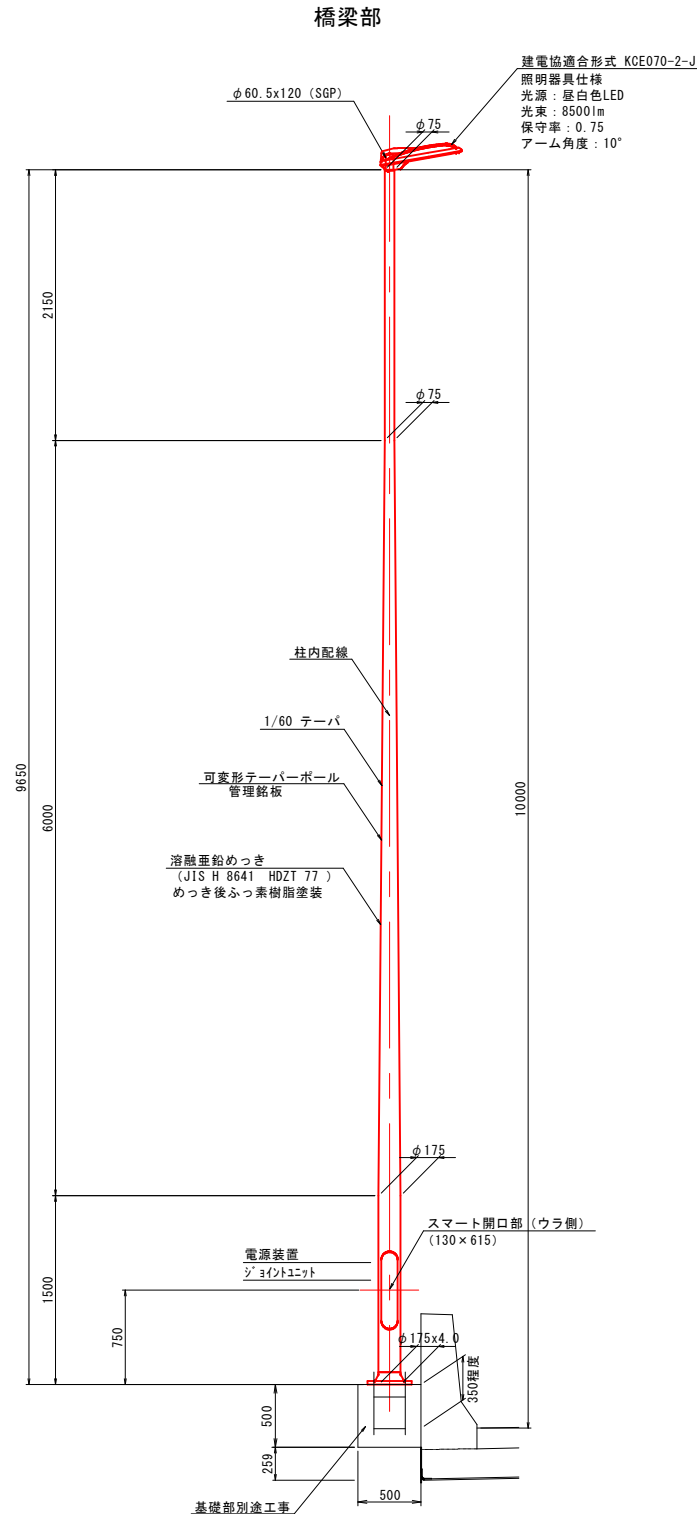 橋梁部
建電協適合形式 KCE070-2-J
照明器具仕様
光源：昼白色LED
光束：8500lm
保守率：0.75
アーム角度：10°
φ60.5x120 (SGP)
φ75
2150
φ75
柱内配線
1/60 テーパ
可変形テーパーポール
管理銘板
9650
6000
10000
溶融亜鉛めっき
(JIS H 8641 HDZT 77 )
めっき後ふっ素樹脂塗装
φ175
スマート開口部 (ウラ側)
(130×615)
電源装置
ｼﾞｮｲﾝﾄﾕﾆｯﾄ
1500
750
φ175x4.0
350程度
500
259
500
基礎部別途工事